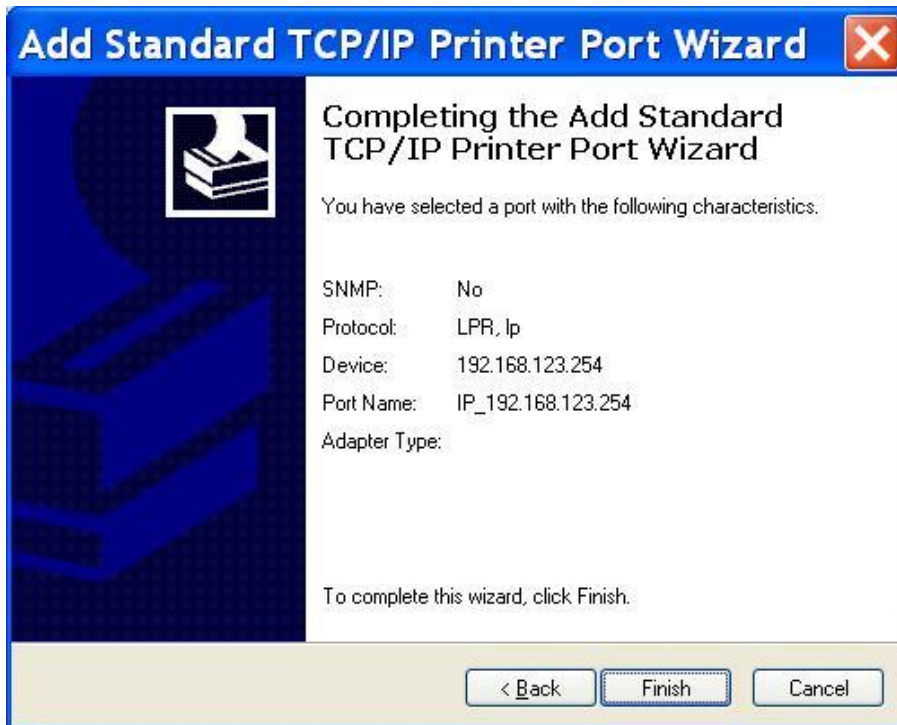 Add Standard TCP/IP Printer Port Wizard
Completing the Add Standard
TCP/IP Printer Port Wizard
You have selected a port with the following characteristics.
SNMP: No
Protocol: LPR, lp
Device: 192.168.123.254
Port Name: IP_192.168.123.254
Adapter Type:
To complete this wizard, click Finish.
< Back Finish Cancel